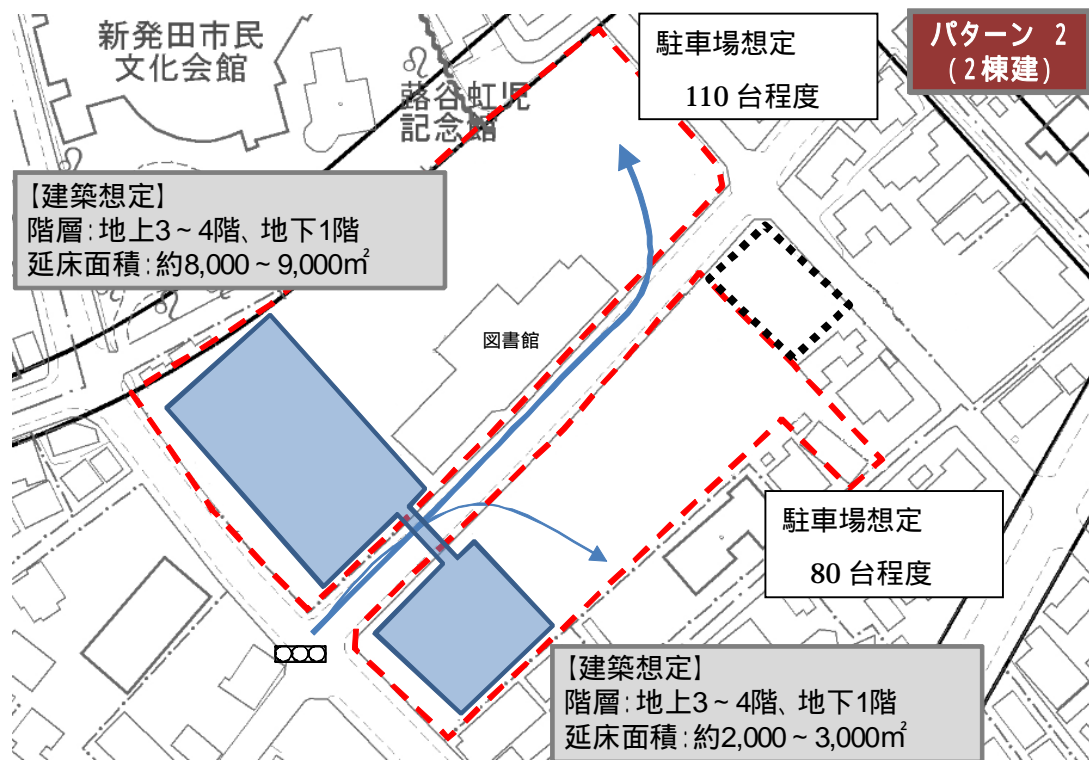 新発田市民
文化会館
蕗谷虹児
記念館
駐車場想定
110 台程度
パターン 2
(2棟建)
【建築想定】
階層:地上3~4階、地下1階
延床面積:約8,000~9,000㎡
図書館
駐車場想定
80 台程度
【建築想定】
階層:地上3~4階、地下1階
延床面積:約2,000~3,000㎡